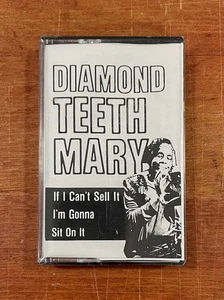 DIAMOND
TEETH
MARY
If I Can't Sell It
I'm Gonna
Sit On It